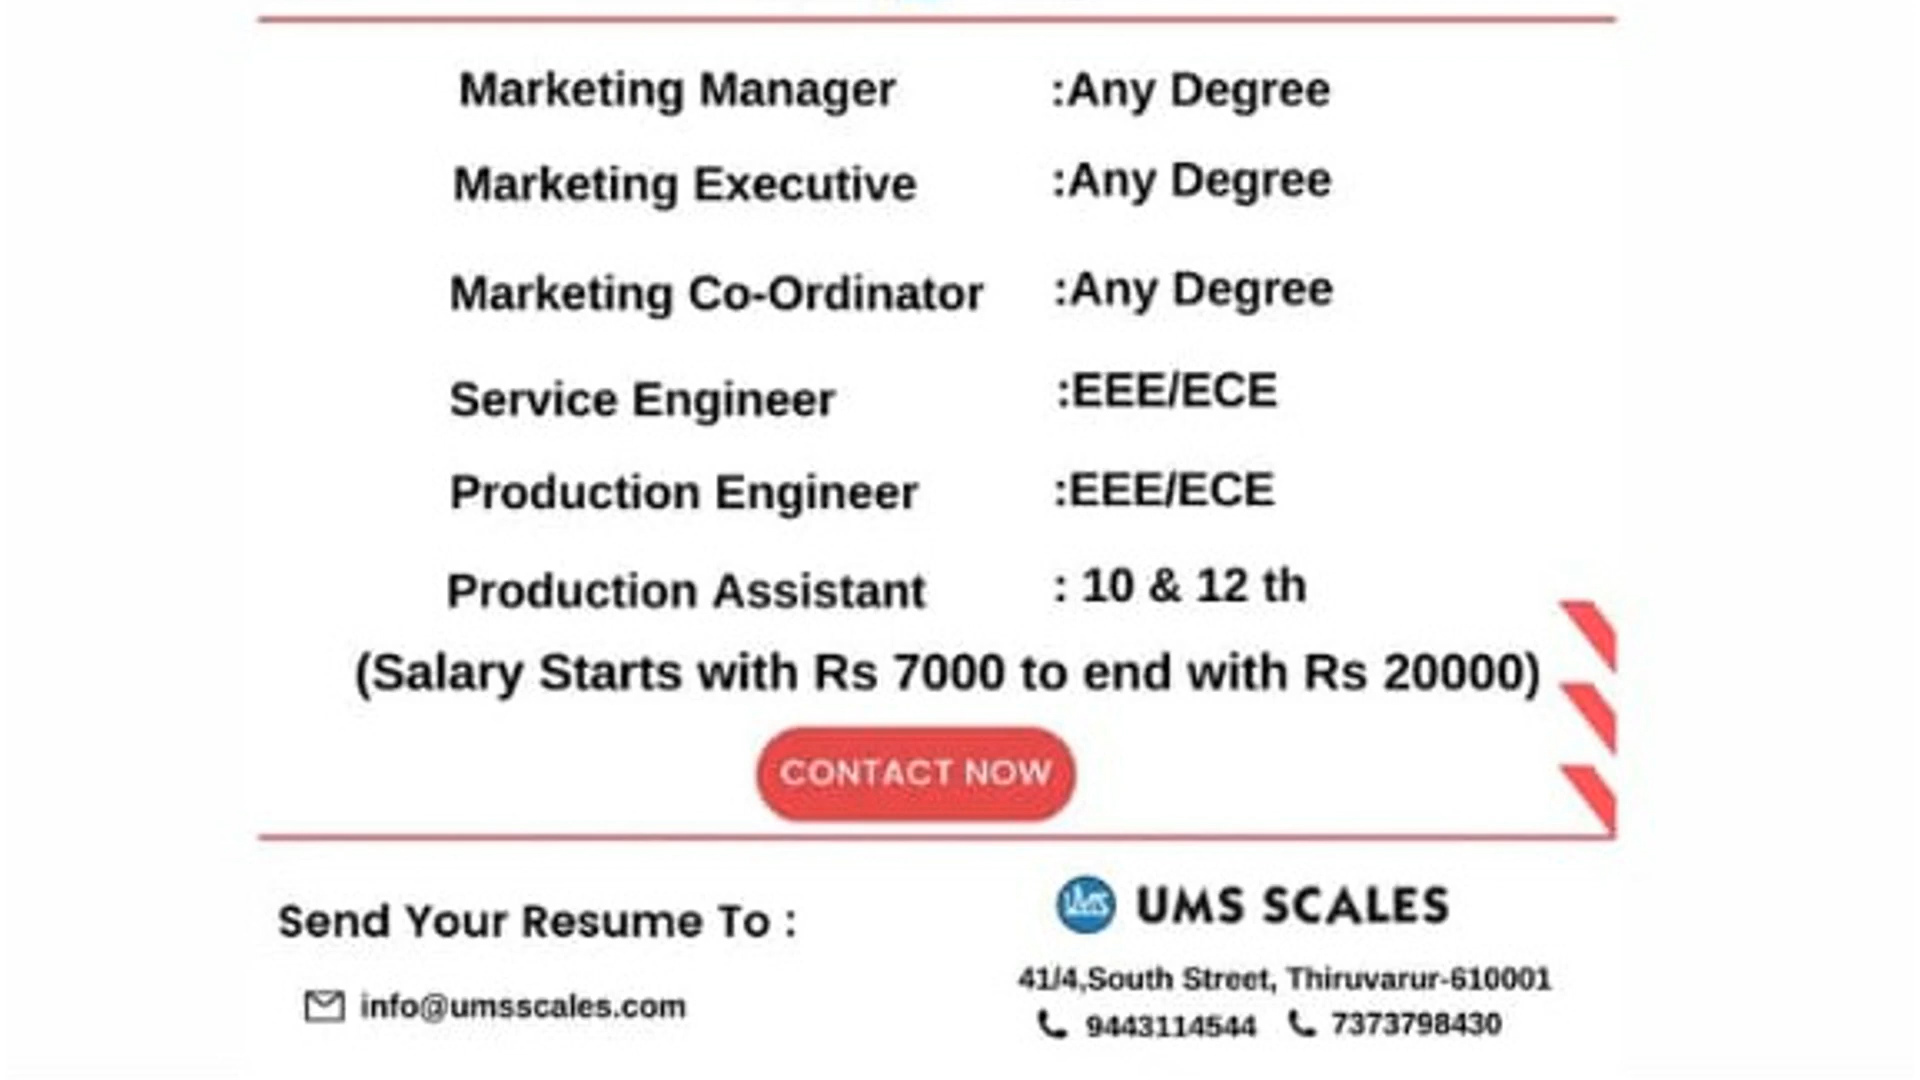 Marketing Manager :Any Degree
Marketing Executive :Any Degree
Marketing Co-Ordinator :Any Degree
Service Engineer :EEE/ECE
Production Engineer :EEE/ECE
Production Assistant : 10 & 12 th
(Salary Starts with Rs 7000 to end with Rs 20000)
CONTACT NOW
Send Your Resume To :
info@umsscales.com
UMS UMS SCALES
41/4,South Street, Thiruvarur-610001
9443114544 7373798430